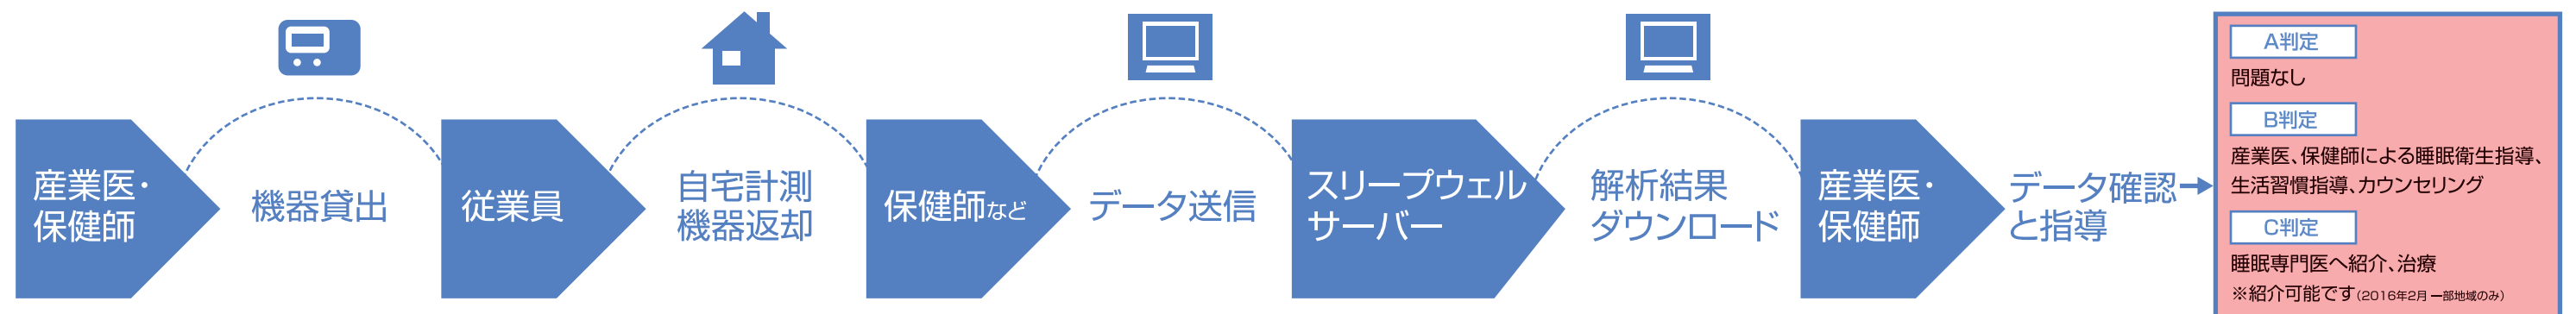 産業医・
保健師
機器貸出
従業員
自宅計測
機器返却
保健師など
データ送信
スリープウェル
サーバー
解析結果
ダウンロード
産業医・
保健師
データ確認
と指導
A判定
問題なし
B判定
産業医、保健師による睡眠衛生指導、
生活習慣指導、カウンセリング
C判定
睡眠専門医へ紹介、治療
※紹介可能です(2016年2月 一部地域のみ)